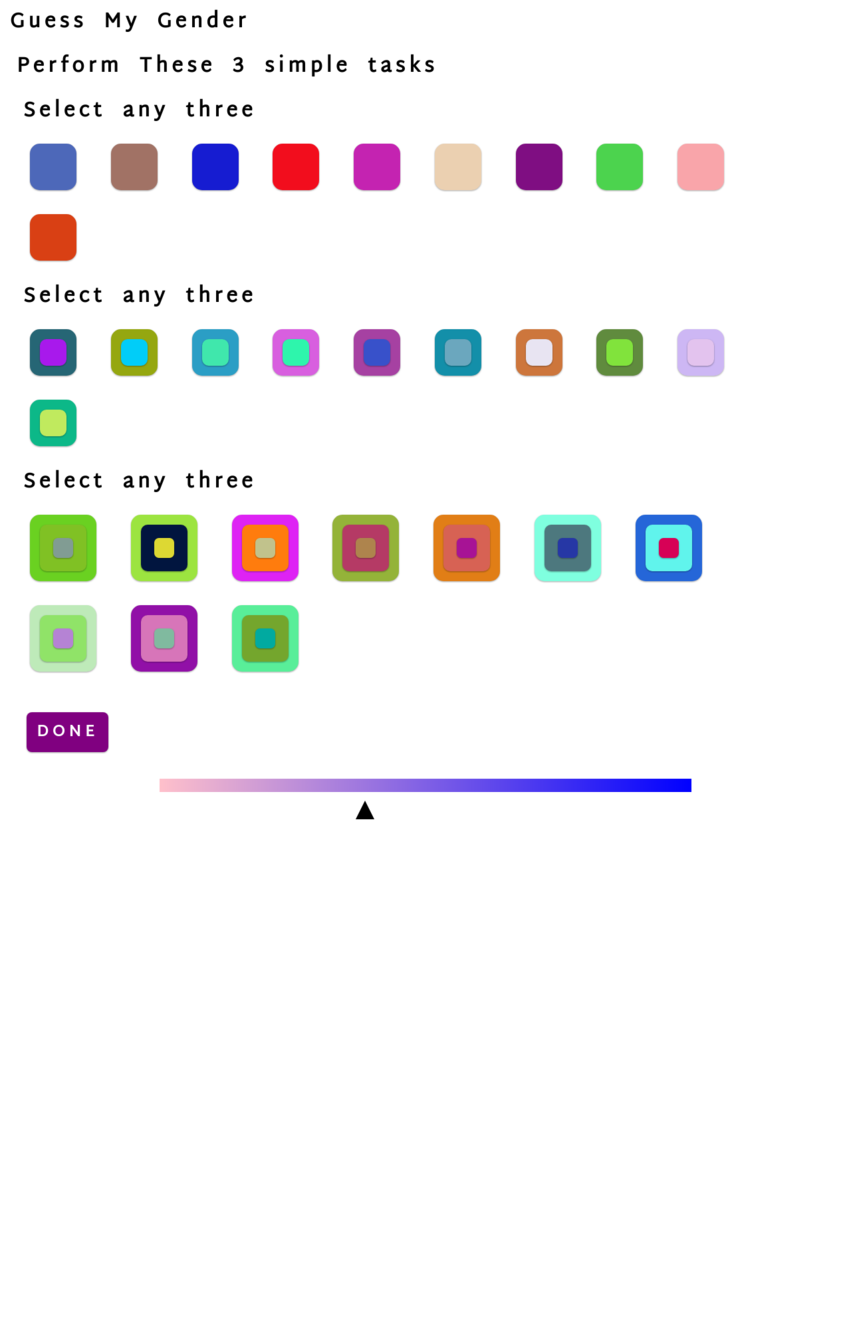 Guess My Gender
Perform These 3 simple tasks
Select any three
Select any three
Select any three
DONE